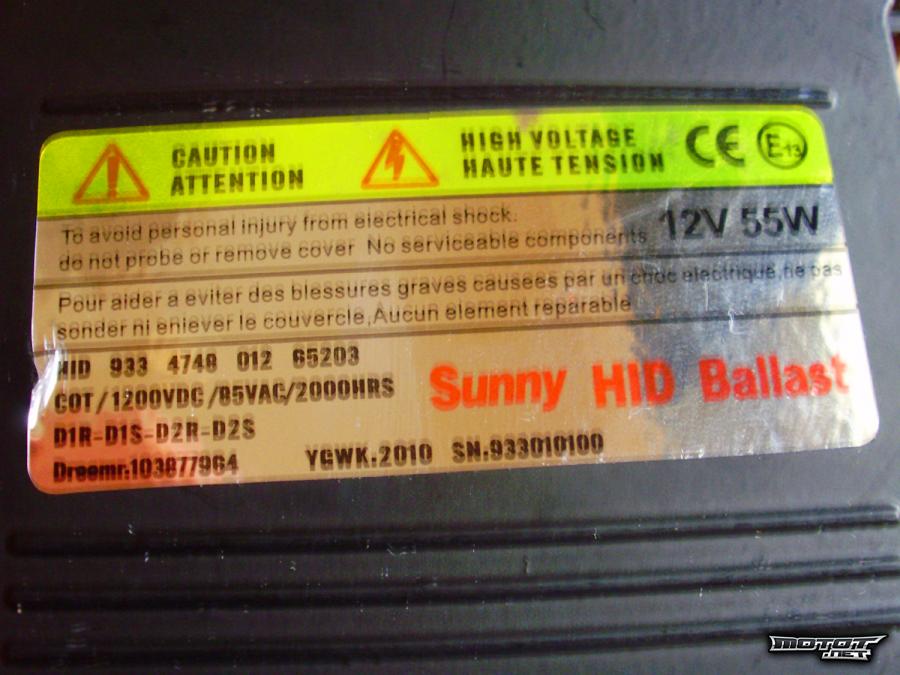 CAUTION
ATTENTION
HIGH VOLTAGE
HAUTE TENSION
CE
E-13
To avoid personal injury from electrical shock.
do not probe or remove cover No serviceable components
12V 55W
Pour aider a eviter des blessures graves causees par un choc electrique,ne pas
sonder ni eniever le couvercle,Aucun element reparable
HID 933 4748 012 65203
COT/1200VDC/85VAC/2000HRS
D1R-D1S-D2R-D2S
Dreemr:103877964
YGWK.2010 SN.933010100
Sunny HID Ballast
MOTOT
.NET